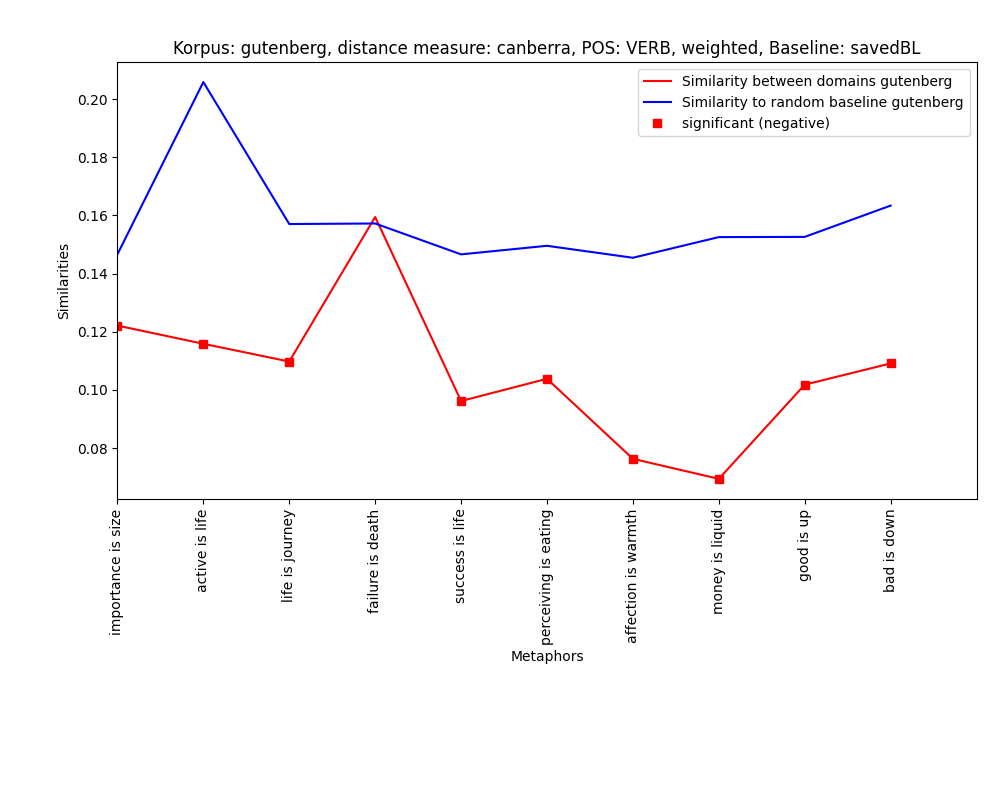 Korpus: gutenberg, distance measure: canberra, POS: VERB, weighted, Baseline: savedBL
Similarity between domains gutenberg
Similarity to random baseline gutenberg
significant (negative)
Similarities
0.20
0.18
0.16
0.14
0.12
0.10
0.08
importance is size
active is life
life is journey
failure is death
success is life
perceiving is eating
affection is warmth
money is liquid
good is up
bad is down
Metaphors